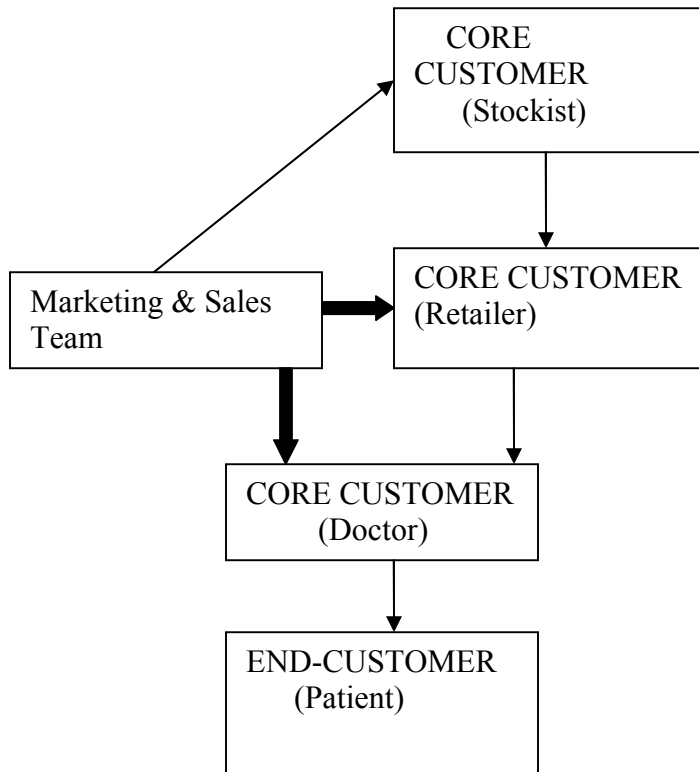 CORE
CUSTOMER
(Stockist)
Marketing & Sales
Team
CORE CUSTOMER
(Retailer)
CORE CUSTOMER
(Doctor)
END-CUSTOMER
(Patient)